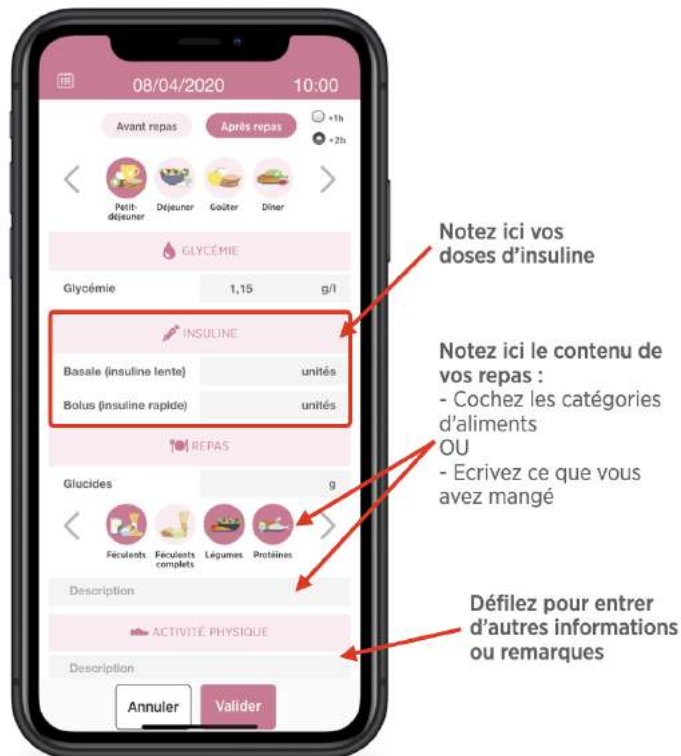 08/04/2020 10:00
Avant repas Après repas +1h
+2h
Petit-
déjeuner Déjeuner Goûter Dîner
GLYCÉMIE
Glycémie 1,15 g/l
INSULINE
Basale (insuline lente) unités
Bolus (insuline rapide) unités
REPAS
Glucides g
Féculents Féculents
complets Légumes Protéines
Description
ACTIVITÉ PHYSIQUE
Description
Annuler Valider
Notez ici vos
doses d'insuline
Notez ici le contenu de
vos repas :
- Cochez les catégories
d'aliments
OU
- Ecrivez ce que vous
avez mangé
Défilez pour entrer
d'autres informations
ou remarques